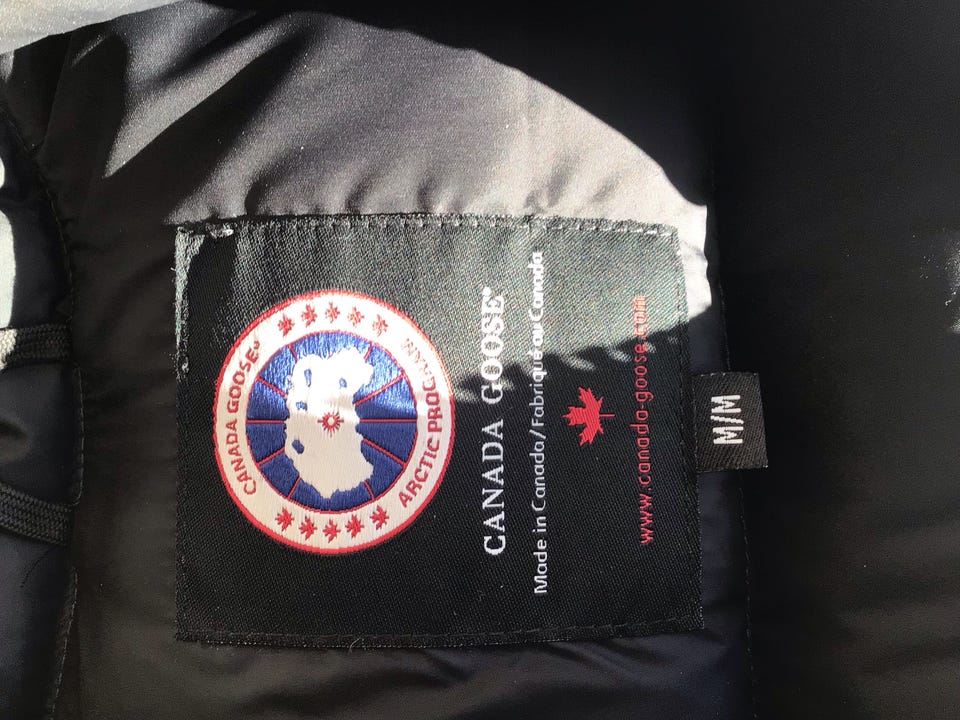 CANADA GOOSE®
ARCTIC PROGRAM
CANADA GOOSE®
Made in Canada/Fabriqué au Canada
www.canada-goose.com
M/M